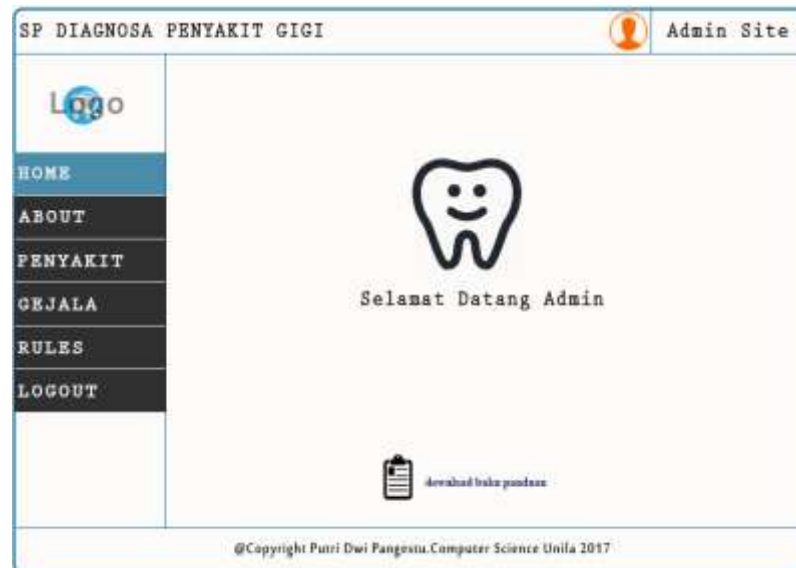 SP DIAGNOSA PENYAKIT GIGI
Admin Site
Logo
HOME
ABOUT
PENYAKIT
GEJALA
RULES
LOGOUT
Selamat Datang Admin
download buku panduan
@Copyright Putri Dwi Pangestu.Computer Science Unila 2017